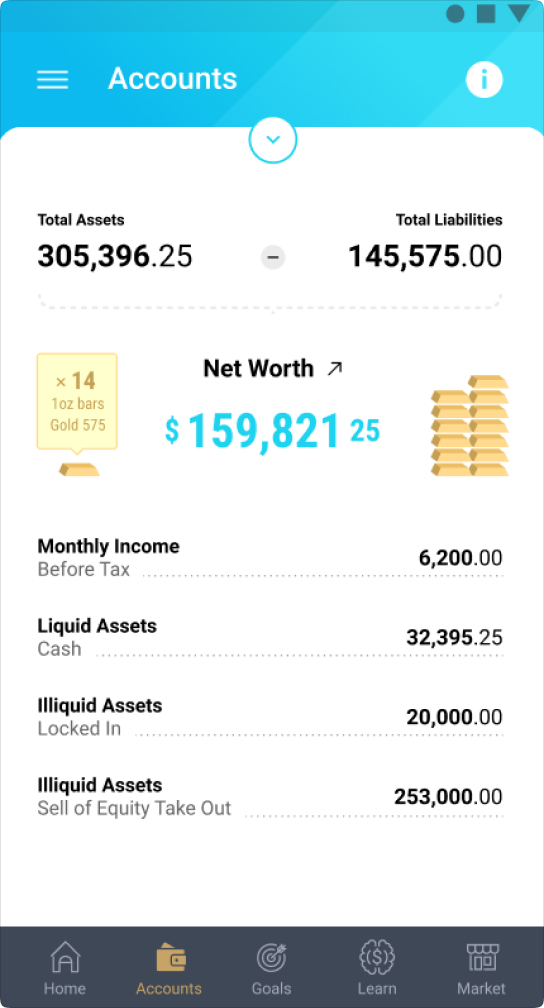 Accounts
i
Total Assets
Total Liabilities
305,396.25
145,575.00
Net Worth
× 14
1oz bars
Gold 575
$ 159,821 25
Monthly Income
Before Tax
6,200.00
Liquid Assets
Cash
32,395.25
Illiquid Assets
Locked In
20,000.00
Illiquid Assets
Sell of Equity Take Out
253,000.00
Home
Accounts
Goals
Learn
Market